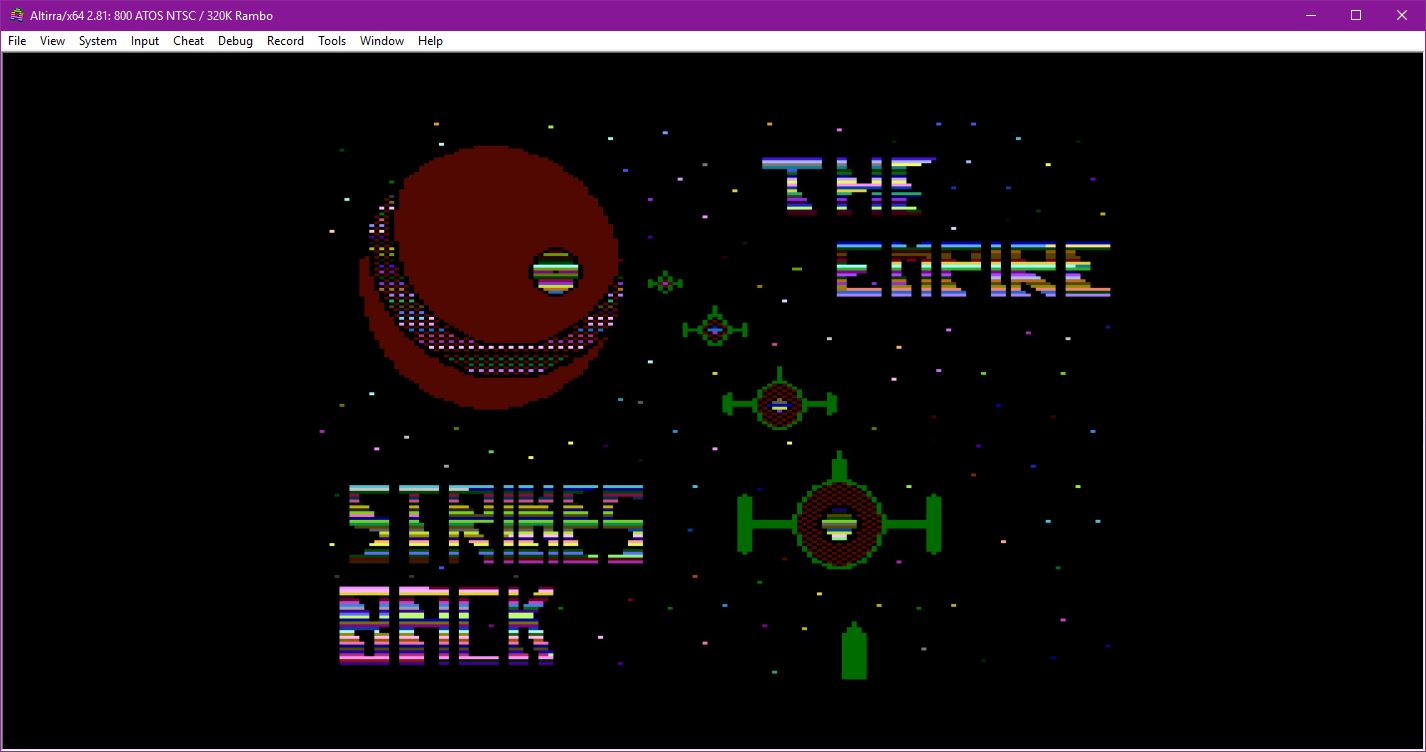 Altirra/x64 2.81: 800 ATOS NTSC / 320K Rambo
File View System Input Cheat Debug Record Tools Window Help
THE
EMPIRE
STRIKES
BACK